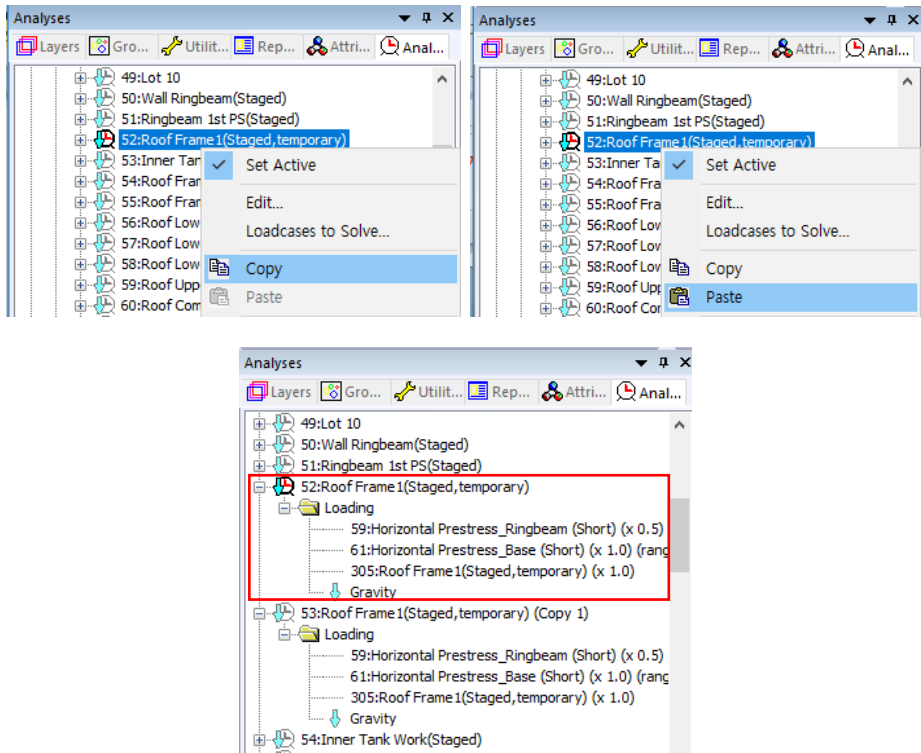 Analyses
Layers Gro... Utilit... Rep... Attri... Anal...
49:Lot 10
50:Wall Ringbeam(Staged)
51:Ringbeam 1st PS(Staged)
52:Roof Frame1(Staged,temporary)
53:Inner Tan
54:Roof Fran
55:Roof Fran
56:Roof Low
57:Roof Low
58:Roof Low
59:Roof Upp
60:Roof Com
Set Active
Edit...
Loadcases to Solve...
Copy
Paste
Analyses
Layers Gro... Utilit... Rep... Attri... Anal...
49:Lot 10
50:Wall Ringbeam(Staged)
51:Ringbeam 1st PS(Staged)
52:Roof Frame1(Staged,temporary)
53:Inner Ta
54:Roof Fra
55:Roof Fra
56:Roof Lov
57:Roof Lov
58:Roof Lov
59:Roof Upp
60:Roof Cor
Set Active
Edit...
Loadcases to Solve...
Copy
Paste
Analyses
Layers Gro... Utilit... Rep... Attri... Anal...
49:Lot 10
50:Wall Ringbeam(Staged)
51:Ringbeam 1st PS(Staged)
52:Roof Frame1(Staged,temporary)
Loading
59:Horizontal Prestress_Ringbeam (Short) (x 0.5)
61:Horizontal Prestress_Base (Short) (x 1.0) (rang
305:Roof Frame1(Staged,temporary) (x 1.0)
Gravity
53:Roof Frame1(Staged,temporary) (Copy 1)
Loading
59:Horizontal Prestress_Ringbeam (Short) (x 0.5)
61:Horizontal Prestress_Base (Short) (x 1.0) (rang
305:Roof Frame1(Staged,temporary) (x 1.0)
Gravity
54:Inner Tank Work(Staged)